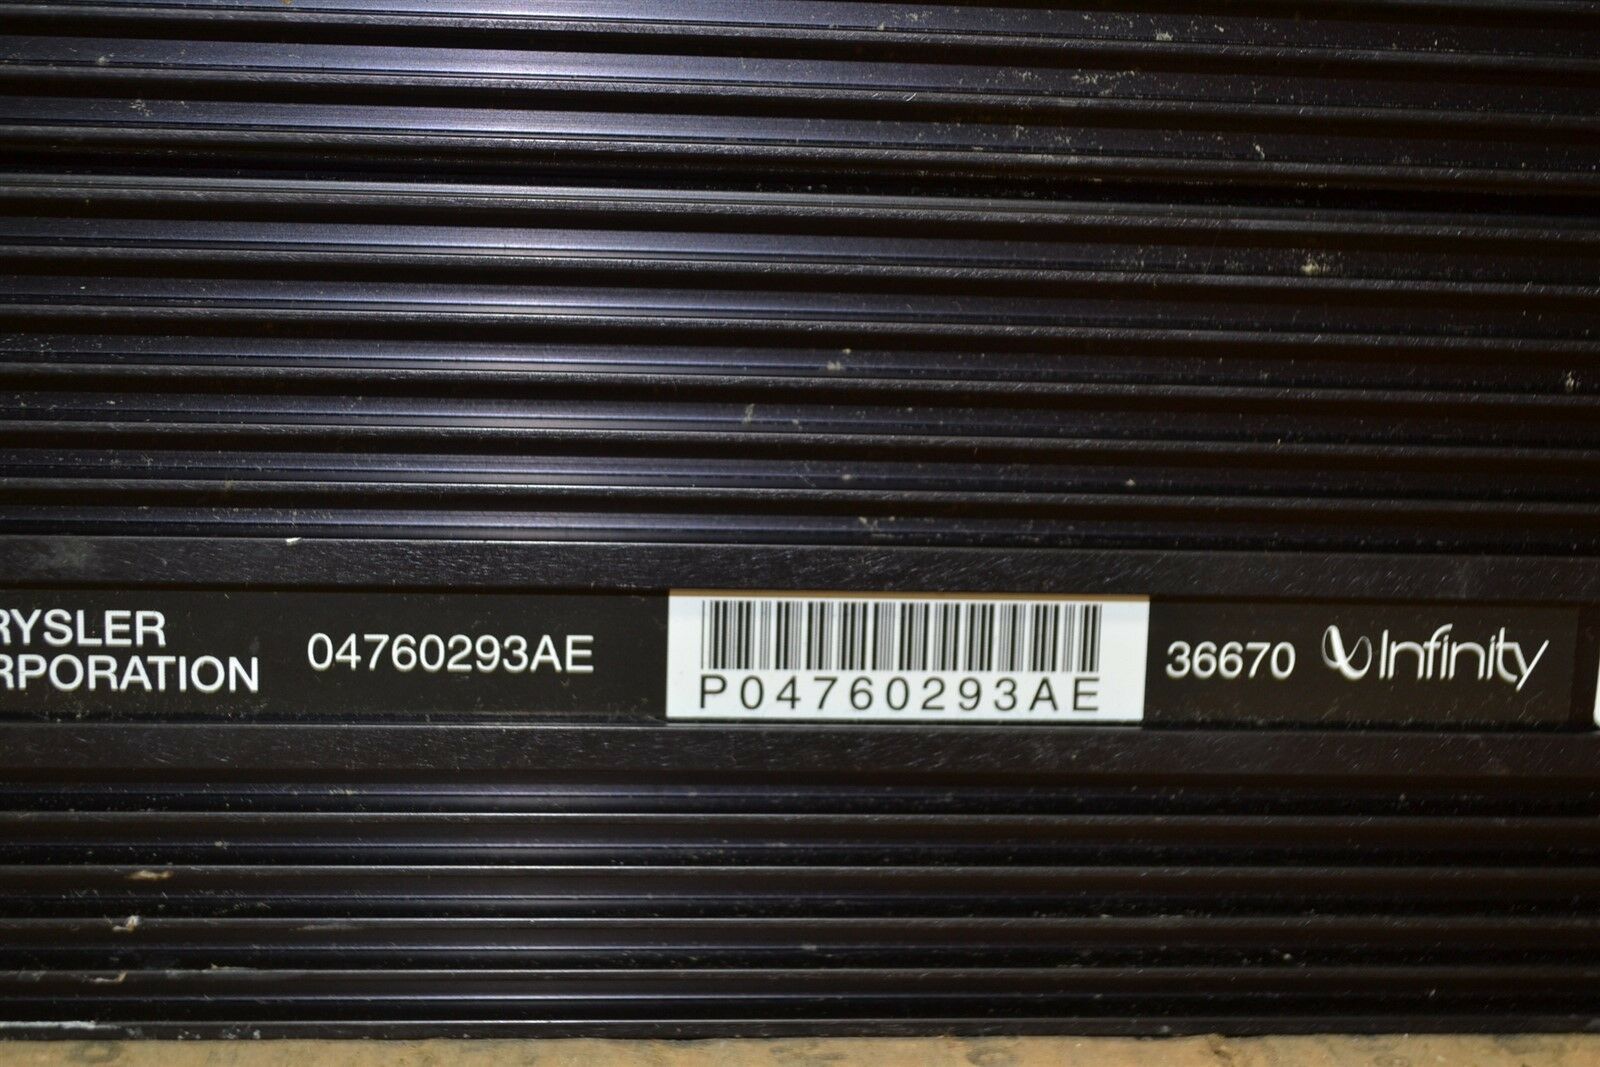 RYSLER
RPORATION
04760293AE
P04760293AE
36670
Infinity